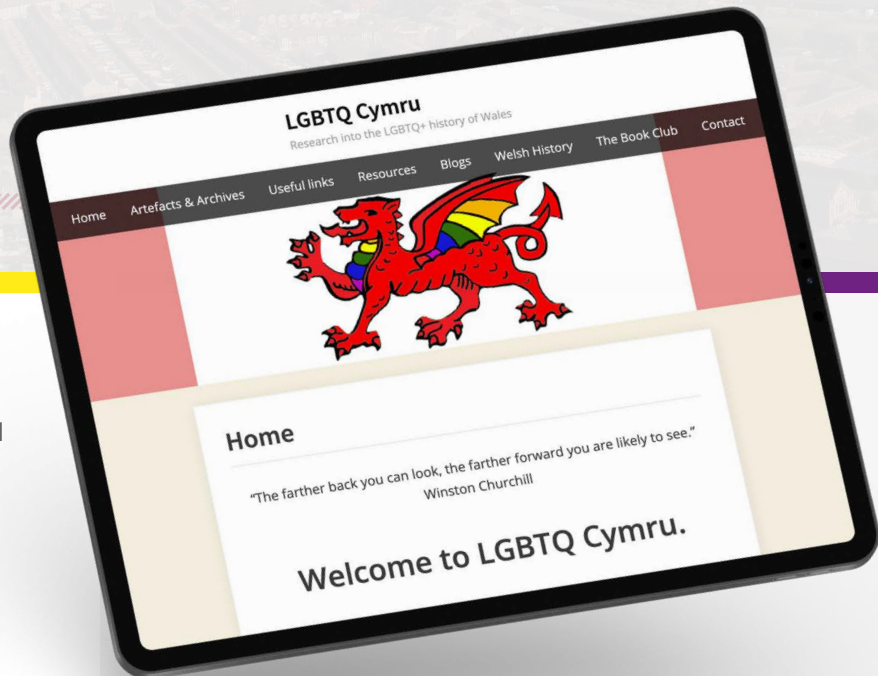 LGBTQ Cymru
Research into the LGBTQ+ history of Wales
Home Artefacts & Archives Useful links Resources Blogs Welsh History The Book Club Contact
Home
“The farther back you can look, the farther forward you are likely to see.”
Winston Churchill
Welcome to LGBTQ Cymru.